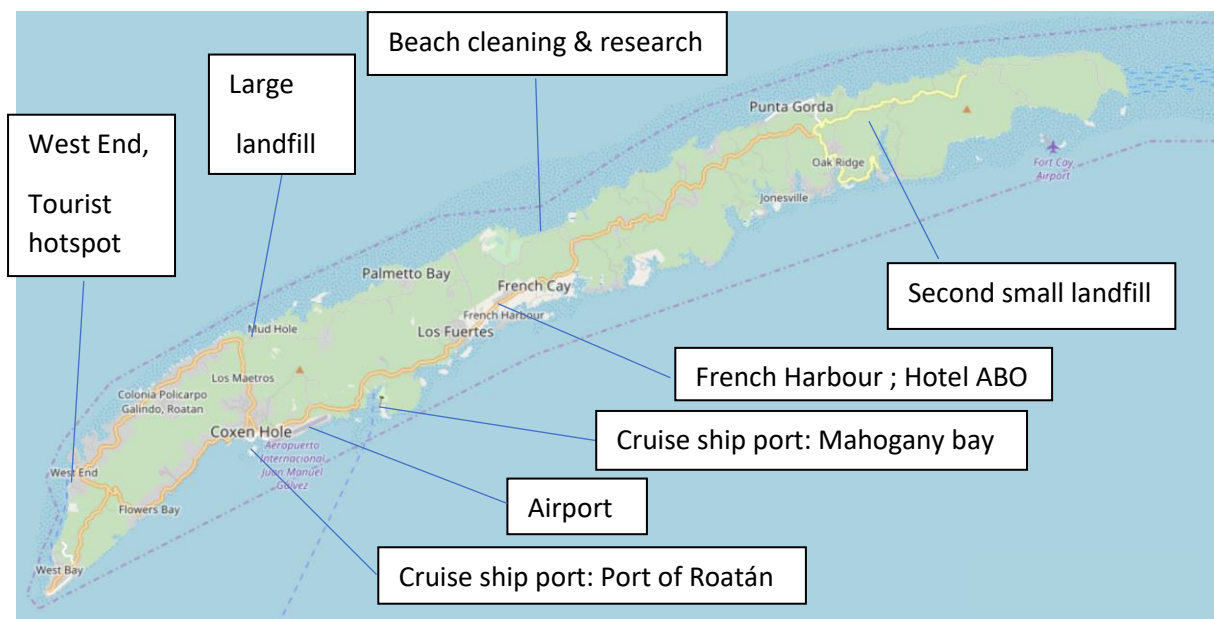 Beach cleaning & research
Large
landfill
West End,
Tourist
hotspot
Punta Gorda
Oak Ridge
Fort Cay
Airport
Jonesville
Second small landfill
Palmetto Bay
French Cay
French Harbour
Los Fuertes
Mud Hole
French Harbour ; Hotel ABO
Los Maetros
Colonia Policarpo
Galindo, Roatan
Cruise ship port: Mahogany bay
Coxen Hole
Aeropuerto
Internacional
Juan Manuel
Gálvez
West End
Airport
Flowers Bay
West Bay
Cruise ship port: Port of Roatán